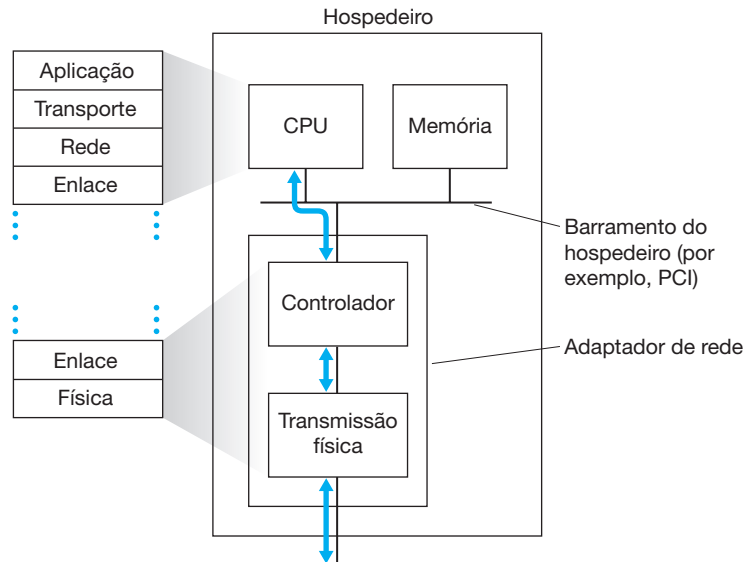 Hospedeiro
Aplicação
Transporte
Rede
Enlace
CPU
Memória
Barramento do
hospedeiro (por
exemplo, PCI)
Controlador
Enlace
Física
Adaptador de rede
Transmissão
física